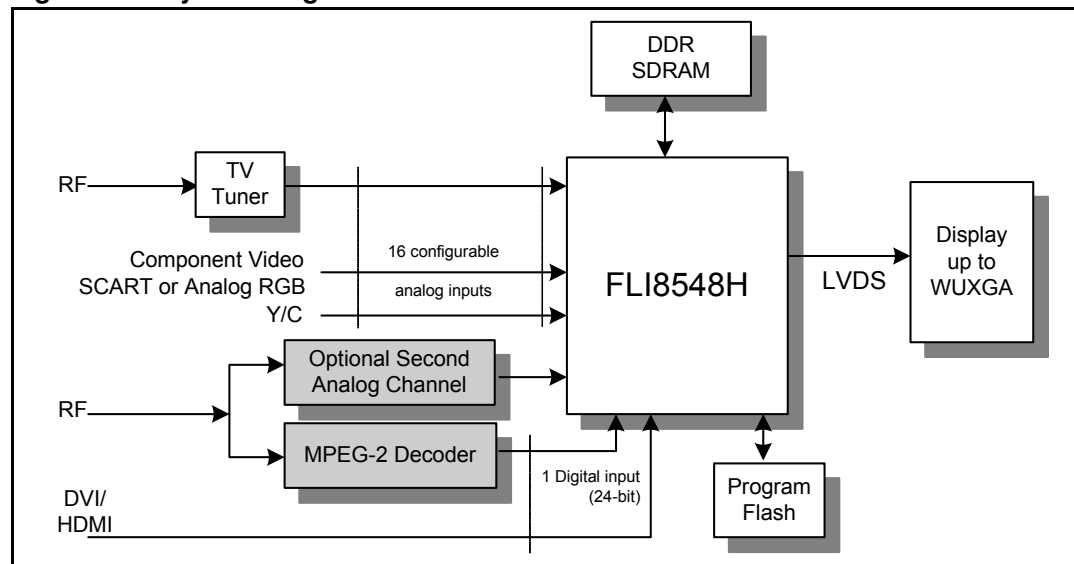 DDR
SDRAM
RF
TV
Tuner
Component Video
SCART or Analog RGB
Y/C
16 configurable
analog inputs
FLI8548H
LVDS
Display
up to
WUXGA
RF
Optional Second
Analog Channel
MPEG-2 Decoder
1 Digital input
(24-bit)
DVI/
HDMI
Program
Flash